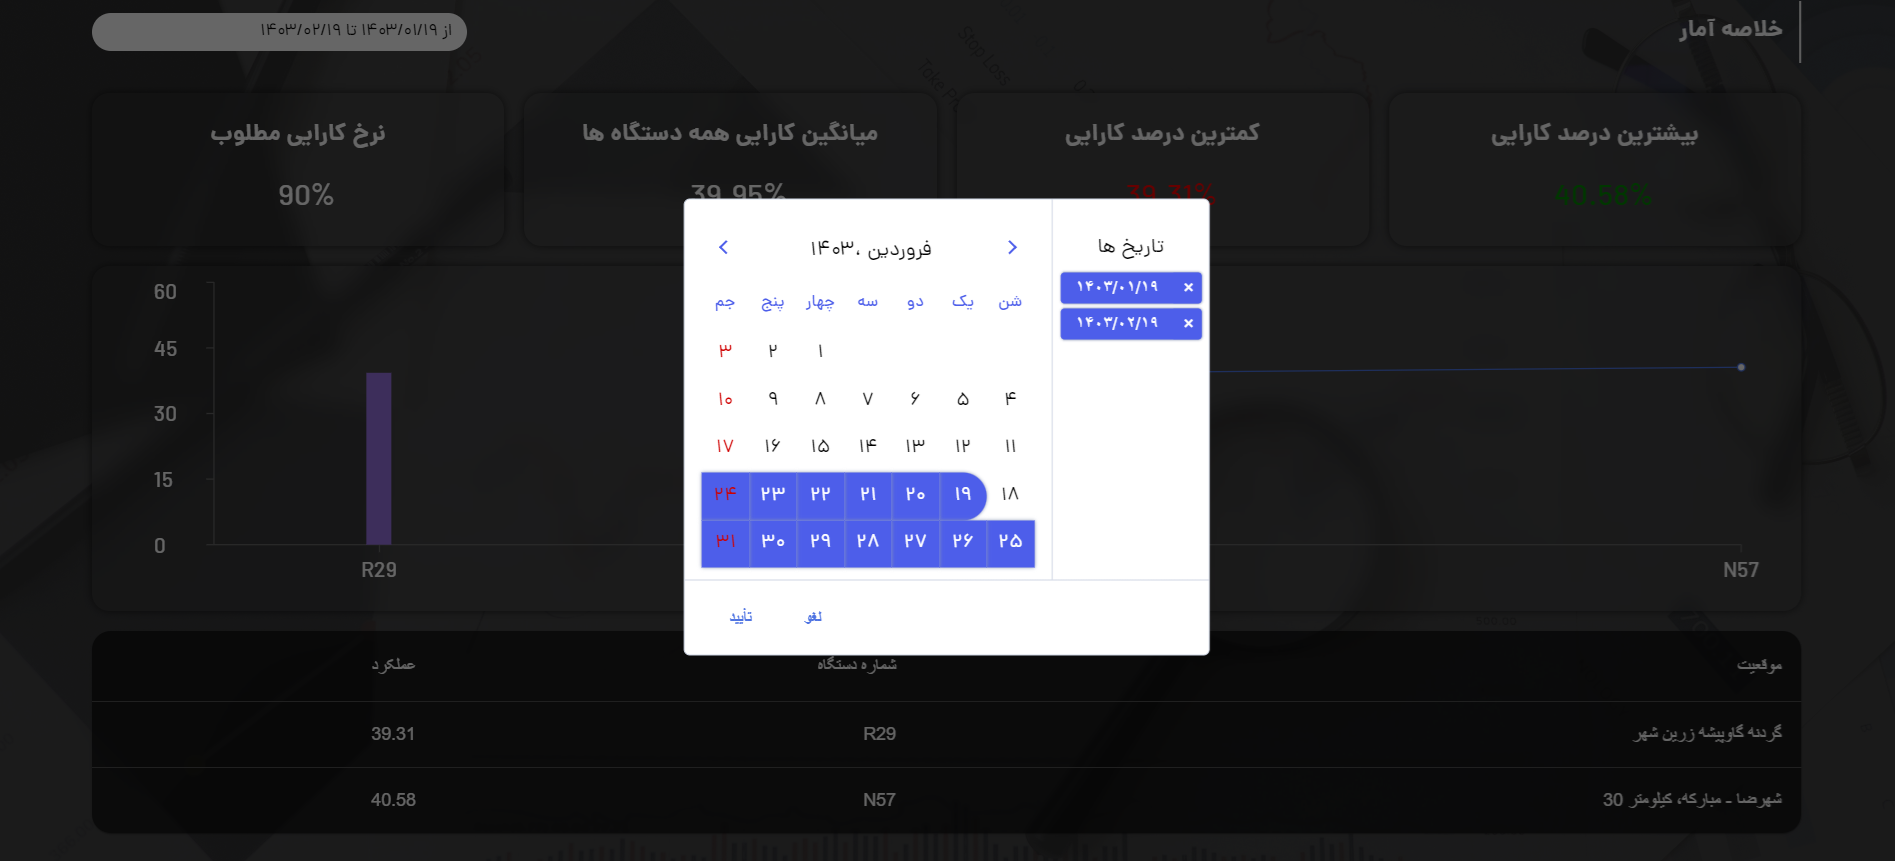 خلاصه آمار
از ۱۴۰۳/۰۱/۱۹ تا ۱۴۰۳/۰۲/۱۹
بیشترین درصد کارایی
40.58%
کمترین درصد کارایی
39.31%
میانگین کارایی همه دستگاه ها
39.95%
نرخ کارایی مطلوب
90%
Stop Loss
تاریخ ها
۱۴۰۳/۰۱/۱۹ ×
۱۴۰۳/۰۲/۱۹ ×
فروردین ،۱۴۰۳
شن یک دو سه چهار پنج جم
۱ ۲ ۳
۴ ۵ ۶ ۷ ۸ ۹ ۱۰
۱۱ ۱۲ ۱۳ ۱۴ ۱۵ ۱۶ ۱۷
۱۸ ۱۹ ۲۰ ۲۱ ۲۲ ۲۳ ۲۴
۲۵ ۲۶ ۲۷ ۲۸ ۲۹ ۳۰ ۳۱
لغو تأیید
60
45
30
15
0
R29 N57
موقعیت شماره دستگاه عملکرد
گردنه گاوپیشه زرین شهر R29 39.31
شهرضا - مبارکه، کیلومتر 30 N57 40.58